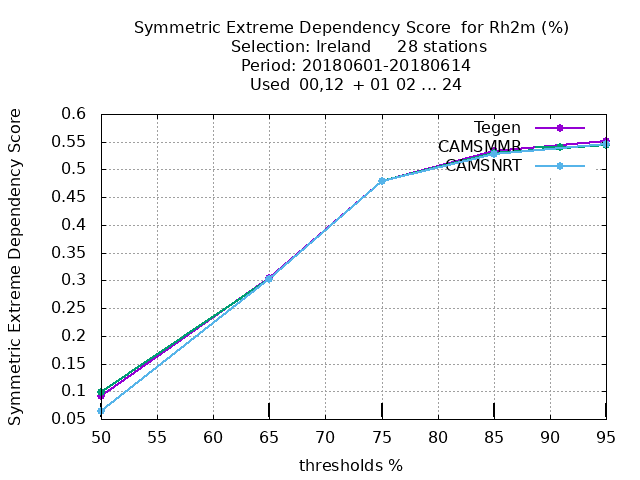 Symmetric Extreme Dependency Score for Rh2m (%)
Selection: Ireland 28 stations
Period: 20180601-20180614
Used 00,12 + 01 02 ... 24
Symmetric Extreme Dependency Score
0.6
0.55
0.5
0.45
0.4
0.35
0.3
0.25
0.2
0.15
0.1
0.05
Tegen
CAMSMMR
CAMSNRT
50 55 60 65 70 75 80 85 90 95
thresholds %